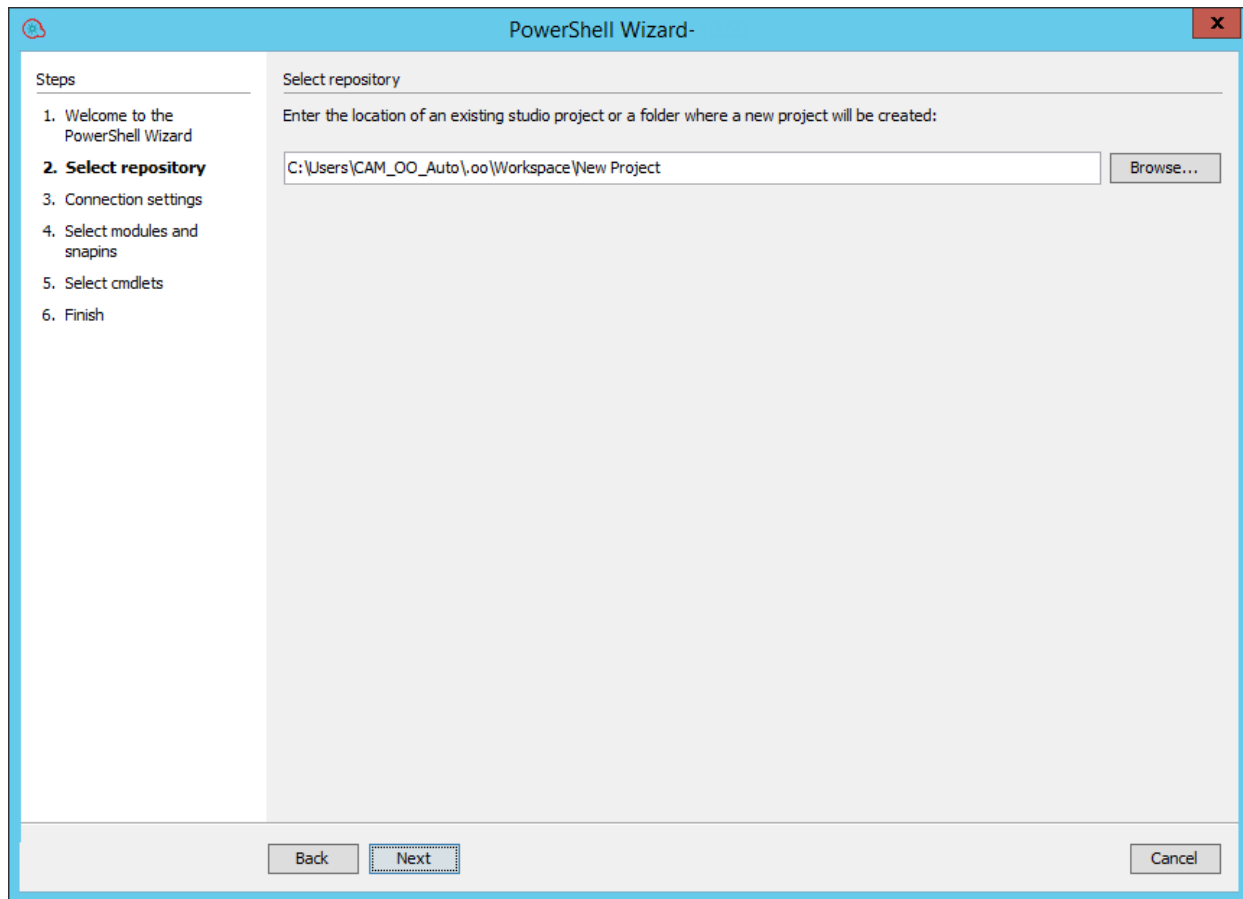 PowerShell Wizard-
x
Steps
1. Welcome to the
PowerShell Wizard
2. Select repository
3. Connection settings
4. Select modules and
snapins
5. Select cmdlets
6. Finish
Select repository
Enter the location of an existing studio project or a folder where a new project will be created:
C:\Users\CAM_OO_Auto\.oo\Workspace\New Project
Browse...
Back
Next
Cancel